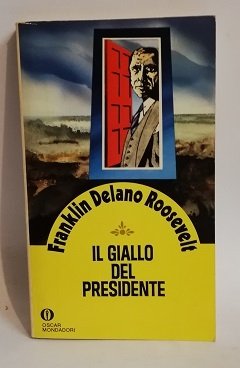 Franklin Delano Roosevelt
IL GIALLO
DEL
PRESIDENTE
OSCAR
MONDADORI